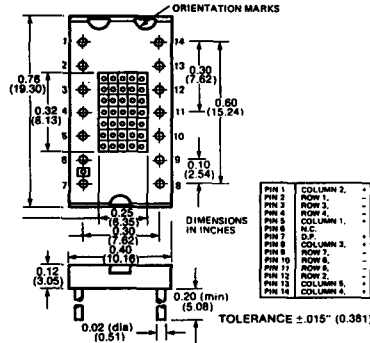 ORIENTATION MARKS
1
2
3
4
5
6
7
14
13
12
11
10
9
8
0.76
(19.30)
0.32
(8.13)
0.30
(7.62)
0.60
(15.24)
0.10
(2.54)
0.25
(6.35)
0.30
(7.62)
0.40
(10.16)
DIMENSIONS
IN INCHES
0.12
(3.05)
0.20 (min)
(5.08)
0.02 (dia)
(0.51)
PIN 1 COLUMN 2, +
PIN 2 ROW 1, -
PIN 3 ROW 3, -
PIN 4 ROW 4, -
PIN 5 COLUMN 1, +
PIN 6 N.C.
PIN 7 D.P. +
PIN 8 COLUMN 3, +
PIN 9 ROW 7, -
PIN 10 ROW 6, -
PIN 11 ROW 5, -
PIN 12 ROW 2, -
PIN 13 COLUMN 5, +
PIN 14 COLUMN 4, +
TOLERANCE ±.015" (0.381)